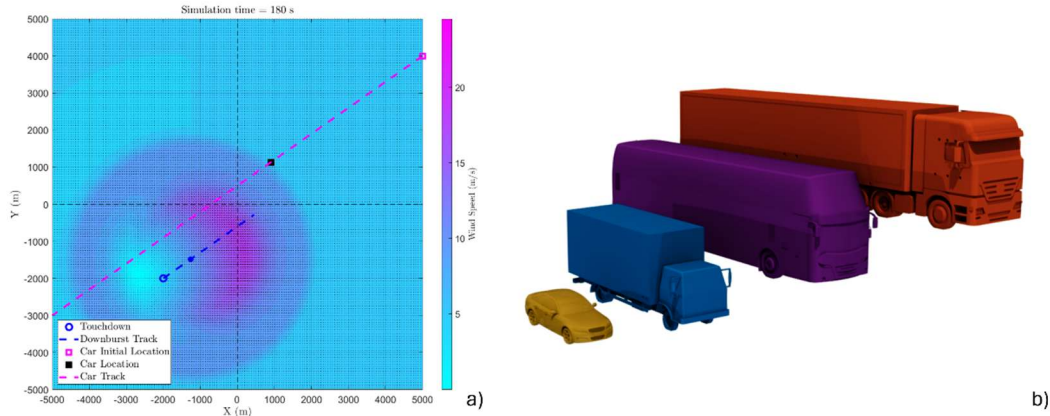 Simulation time = 180 s
5000
4000
3000
2000
1000
0
-1000
-2000
-3000
-4000
-5000
Y (m)
Touchdown
Downburst Track
Car Initial Location
Car Location
Car Track
-5000 -4000 -3000 -2000 -1000 0 1000 2000 3000 4000 5000
X (m)
20
15
10
5
Wind Speed (m/s)
a)
b)